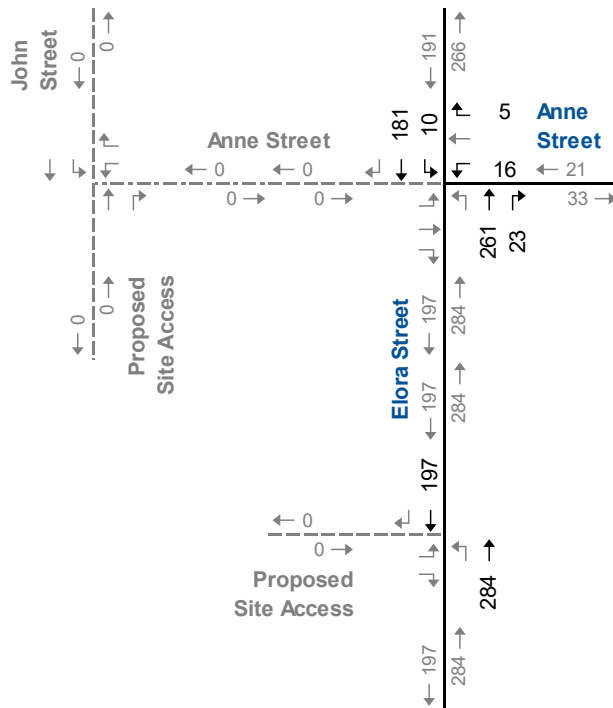 John
Street
0
0
191
266
Anne Street
181
10
5
Anne
Street
0
0
16
21
0
0
33
261
23
0
0
Proposed
Site Access
Elora Street
197
284
197
284
197
0
0
Proposed
Site Access
284
197
284